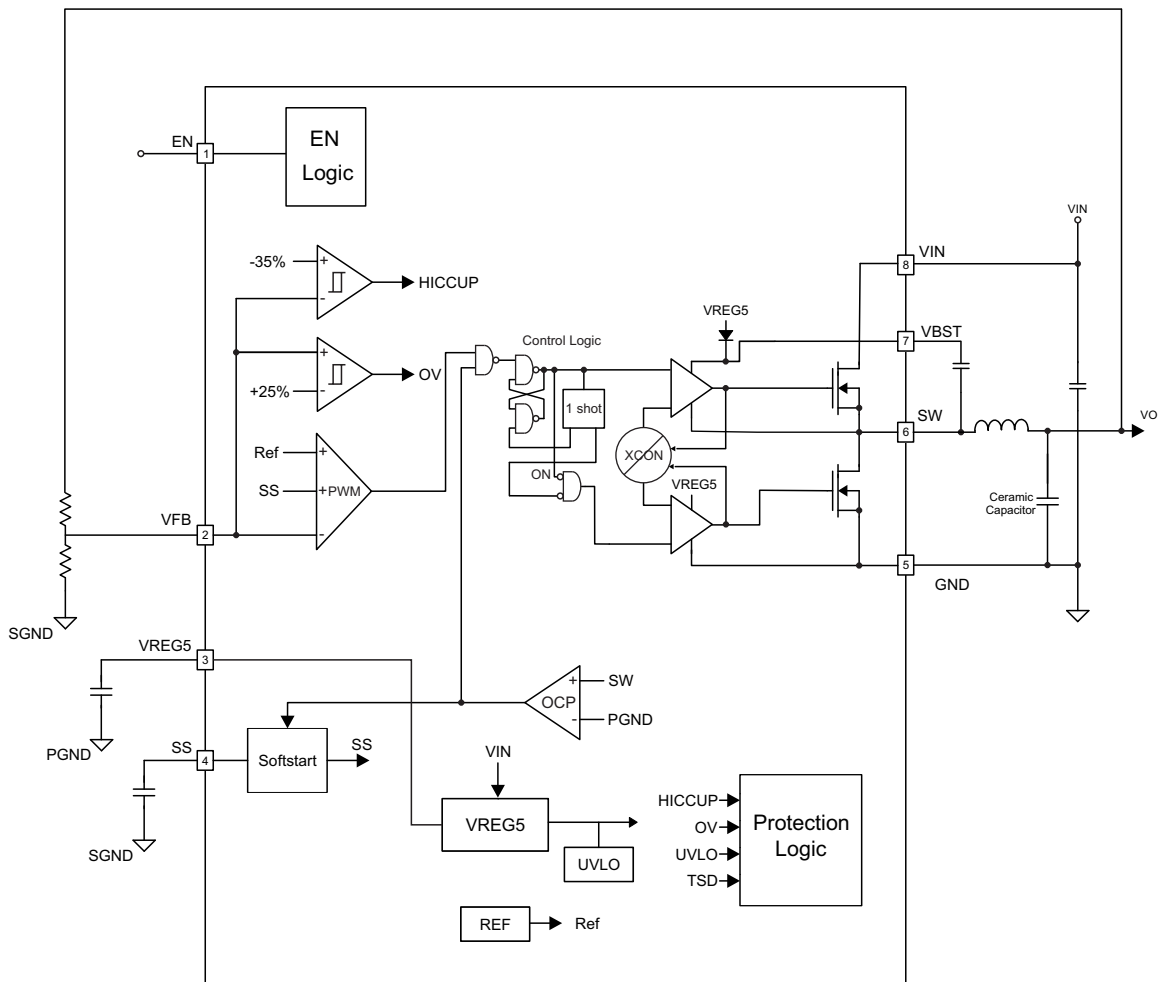 EN
1
EN
Logic
VIN
-35%
+
-
HICCUP
8
VIN
VREG5
7
VBST
Control Logic
+
+25%
-
OV
1 shot
SW
6
VO
Ref
+
SS
+
PWM
-
XCON
ON
VREG5
VFB
2
Ceramic
Capacitor
5
GND
SGND
VREG5
3
+
SW
OCP
-
PGND
PGND
SS
4
Softstart
SS
VIN
SGND
VREG5
UVLO
HICCUP
OV
UVLO
TSD
Protection
Logic
REF
Ref